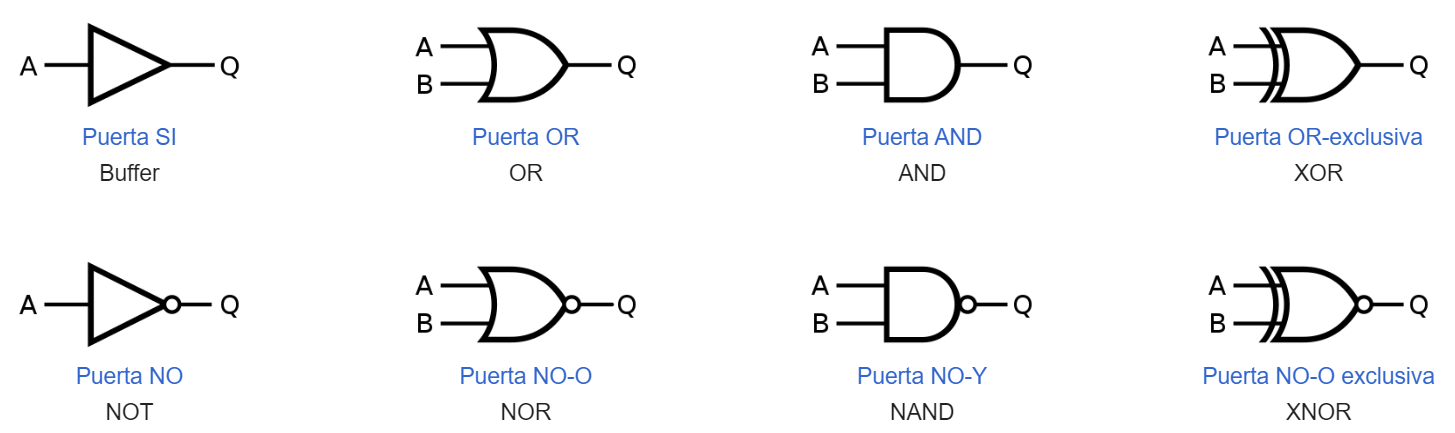 A Q
A B Q
A B Q
A B Q
Puerta SI
Puerta OR
Puerta AND
Puerta OR-exclusiva
Buffer
OR
AND
XOR
A Q
A B Q
A B Q
A B Q
Puerta NO
Puerta NO-O
Puerta NO-Y
Puerta NO-O exclusiva
NOT
NOR
NAND
XNOR